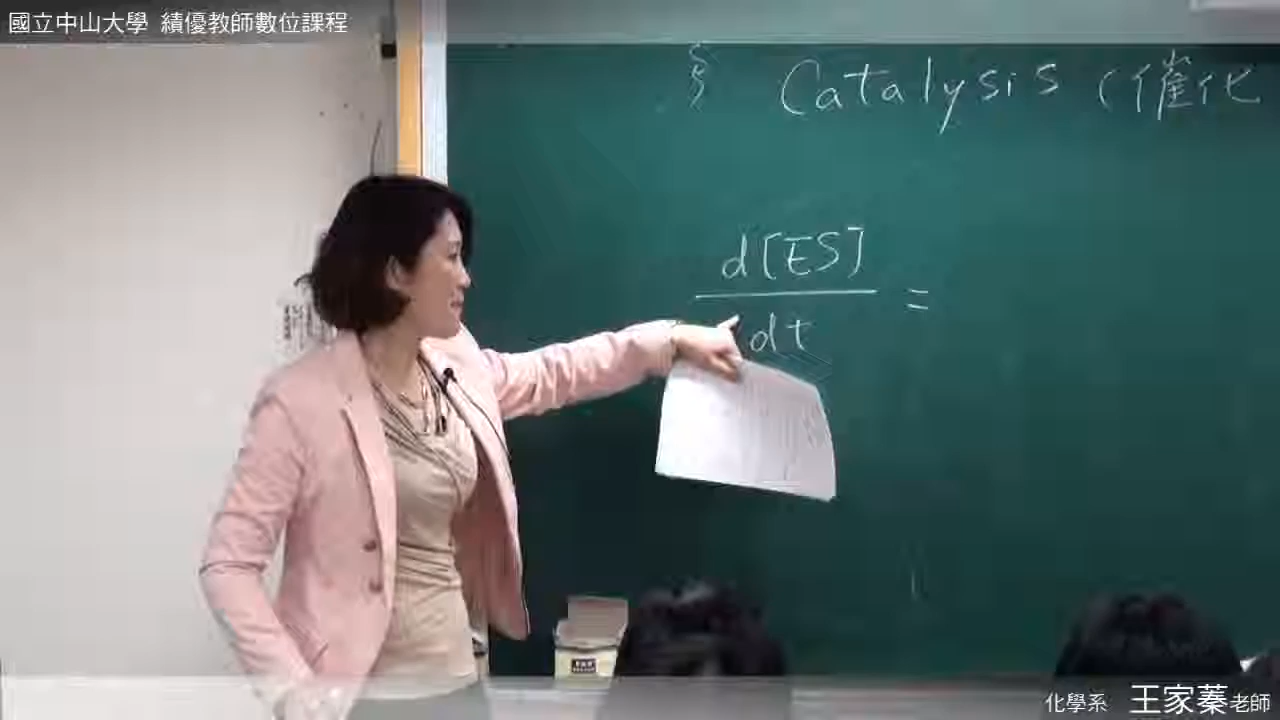 國立中山大學 績優教師數位課程
§ Catalysis (催化
d[ES]
dt
=
化學系 王家蓁老師